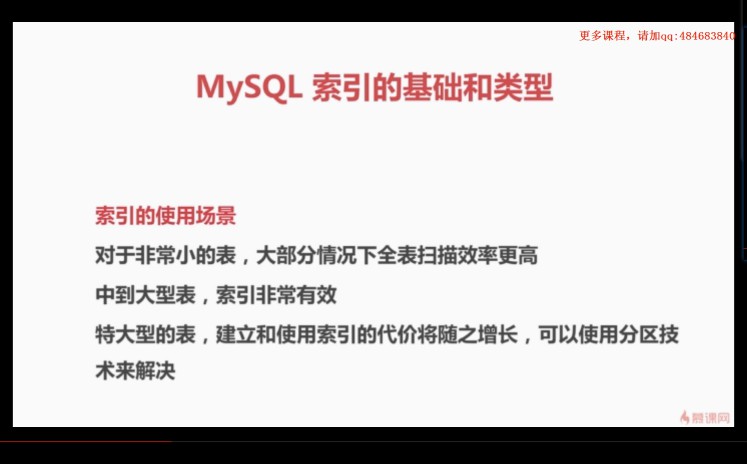 更多课程，请加qq:484683840
MySQL 索引的基础和类型
索引的使用场景
对于非常小的表，大部分情况下全表扫描效率更高
中到大型表，索引非常有效
特大型的表，建立和使用索引的代价将随之增长，可以使用分区技
术来解决
慕课网